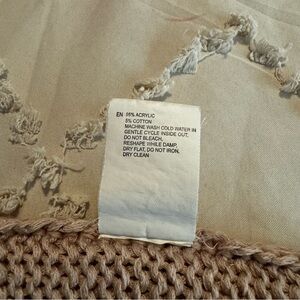 EN 95% ACRYLIC
5% COTTON
MACHINE WASH COLD WATER IN
GENTLE CYCLE INSIDE OUT,
DO NOT BLEACH,
RESHAPE WHILE DAMP,
DRY FLAT, DO NOT IRON,
DRY CLEAN